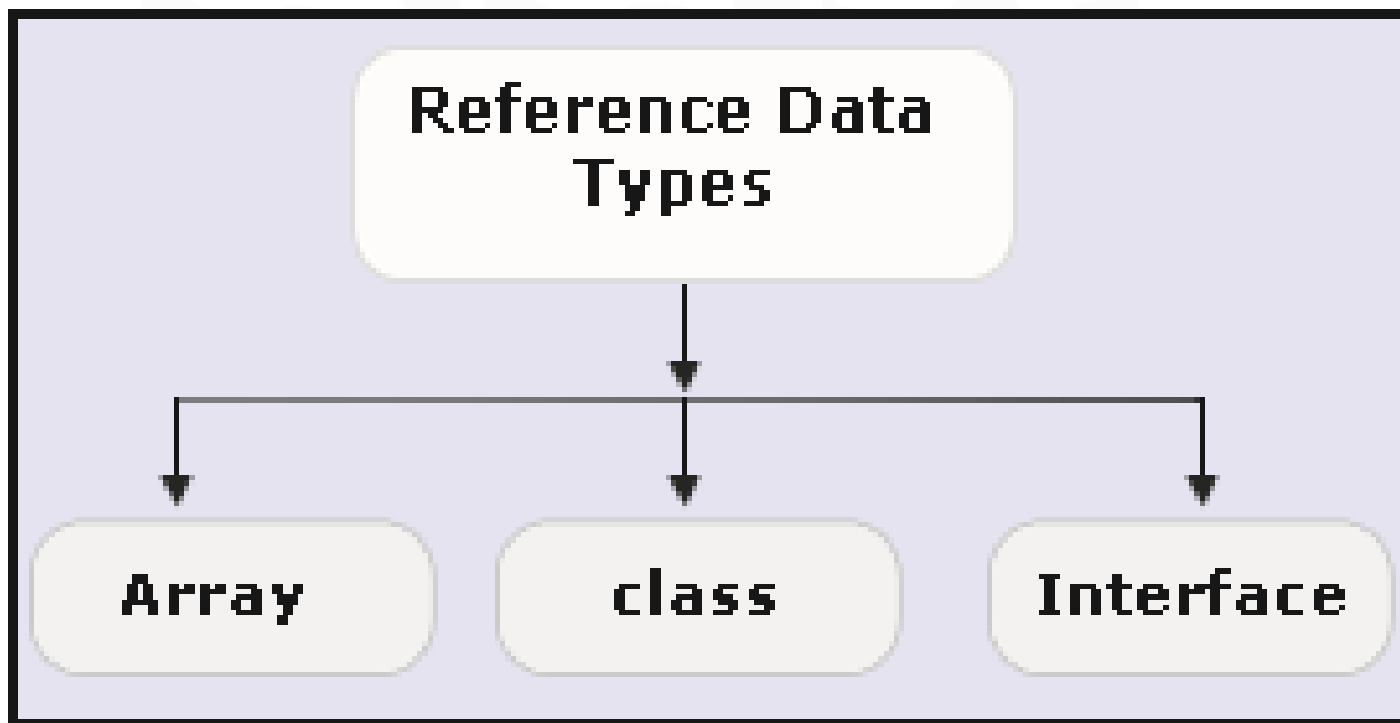 Reference Data
Types
Array
class
Interface